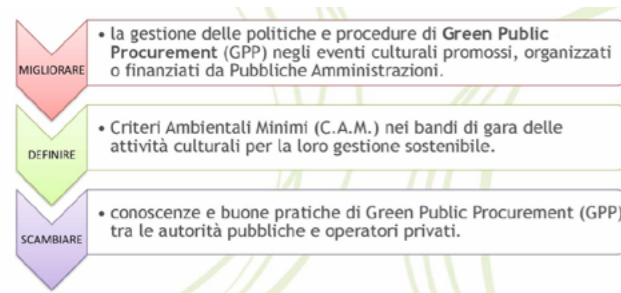 MIGLIORARE
• la gestione delle politiche e procedure di Green Public
Procurement (GPP) negli eventi culturali promossi, organizzati
o finanziati da Pubbliche Amministrazioni.
DEFINIRE
• Criteri Ambientali Minimi (C.A.M.) nei bandi di gara delle
attività culturali per la loro gestione sostenibile.
SCAMBIARE
• conoscenze e buone pratiche di Green Public Procurement (GPP)
tra le autorità pubbliche e operatori privati.